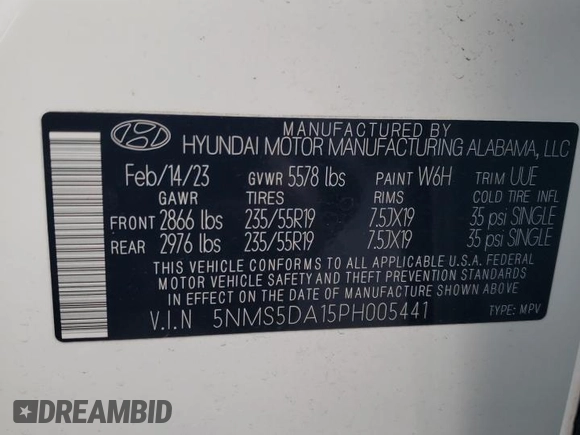 MANUFACTURED BY
HYUNDAI MOTOR MANUFACTURING ALABAMA, LLC
Feb/14/23 GVWR 5578 lbs PAINT W6H TRIM UUE
GAWR TIRES RIMS COLD TIRE INFL
FRONT 2866 lbs 235/55R19 7.5JX19 35 psi SINGLE
REAR 2976 lbs 235/55R19 7.5JX19 35 psi SINGLE
THIS VEHICLE CONFORMS TO ALL APPLICABLE U.S.A. FEDERAL
MOTOR VEHICLE SAFETY AND THEFT PREVENTION STANDARDS
IN EFFECT ON THE DATE OF MANUFACTURE SHOWN ABOVE.
V.I.N 5NMS5DA15PH005441 TYPE: MPV
DREAMBID